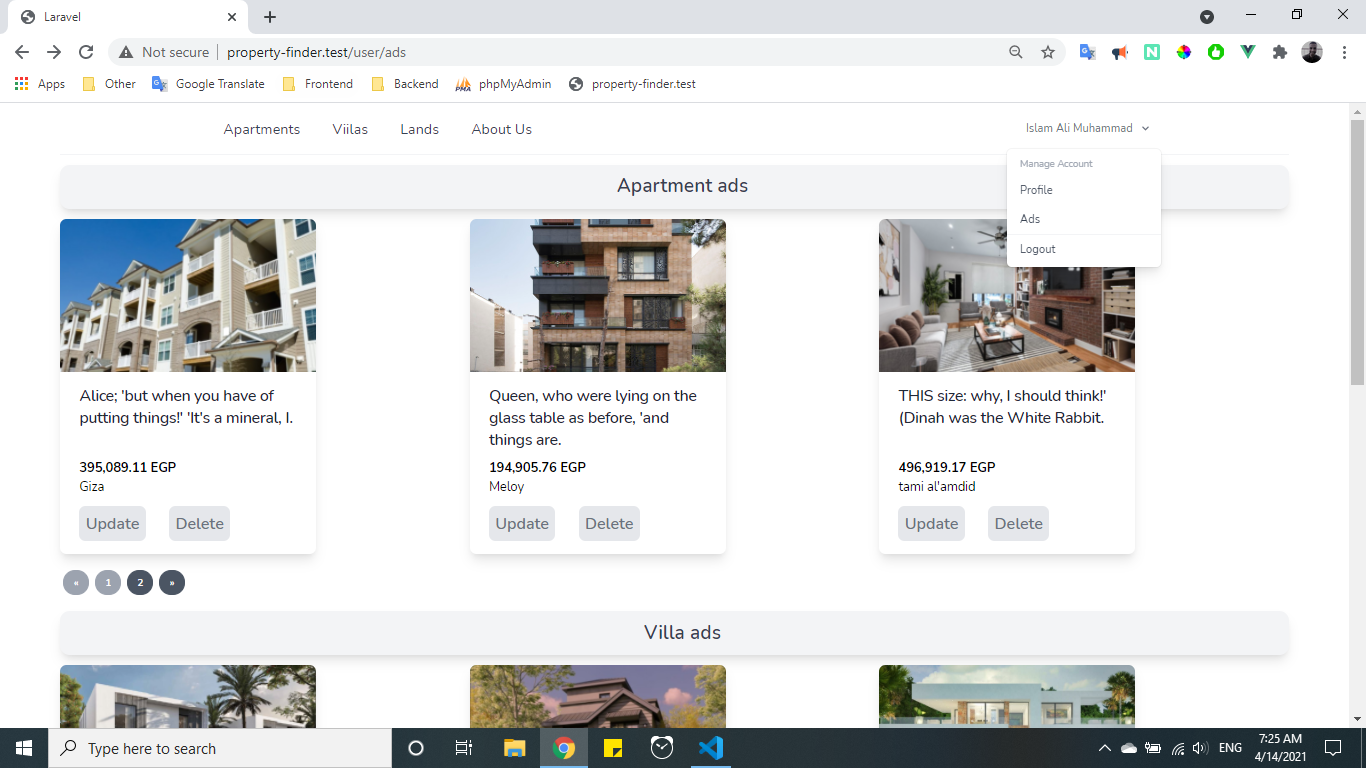 Laravel
Not secure property-finder.test/user/ads
Apps Other Google Translate Frontend Backend phpMyAdmin property-finder.test
Apartments Viilas Lands About Us Islam Ali Muhammad
Manage Account
Profile
Ads
Logout
Apartment ads
Alice; 'but when you have of
putting things!' 'It's a mineral, I.
395,089.11 EGP
Giza
Update Delete
Queen, who were lying on the
glass table as before, 'and
things are.
194,905.76 EGP
Meloy
Update Delete
THIS size: why, I should think!'
(Dinah was the White Rabbit.
496,919.17 EGP
tami al'amdid
Update Delete
« 1 2 »
Villa ads
Type here to search
ENG
7:25 AM
4/14/2021